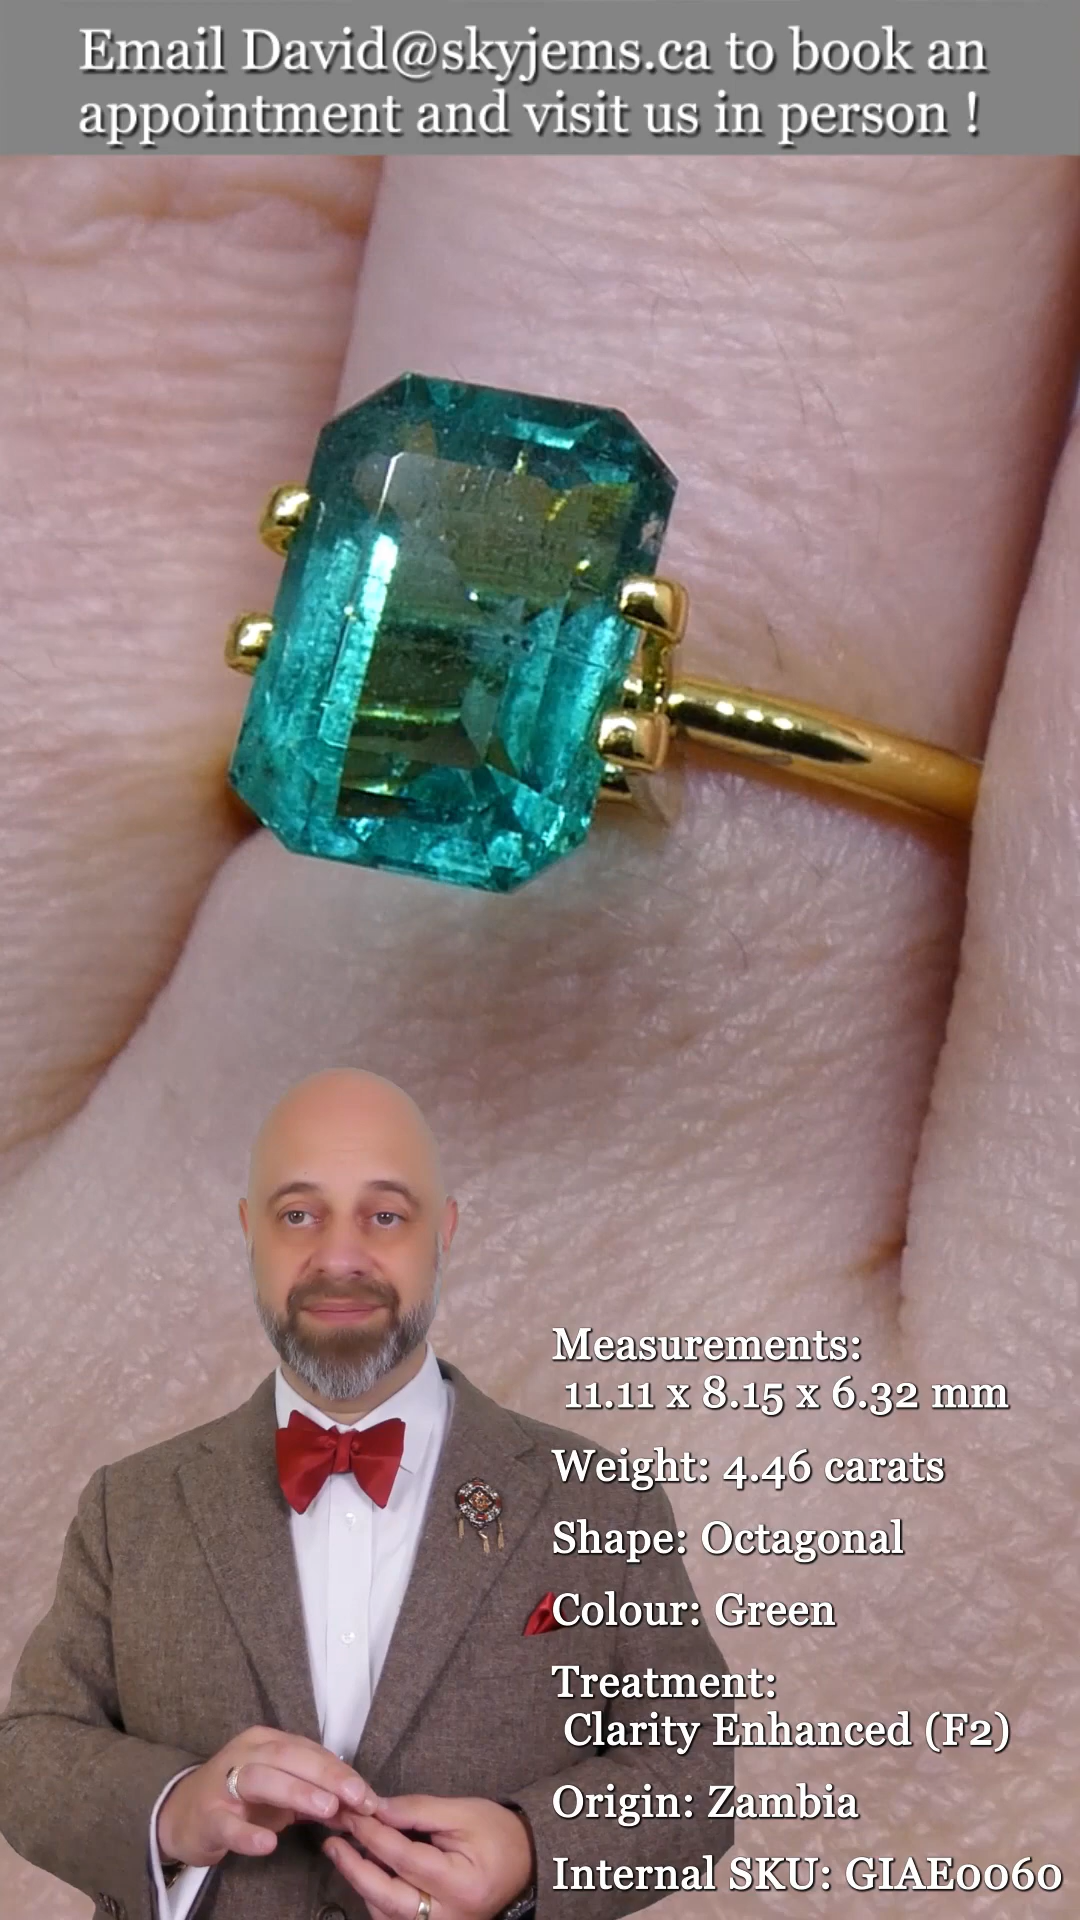 Email David@skyjems.ca to book an
appointment and visit us in person !
Measurements:
11.11 x 8.15 x 6.32 mm
Weight: 4.46 carats
Shape: Octagonal
Colour: Green
Treatment:
Clarity Enhanced (F2)
Origin: Zambia
Internal SKU: GIAE0060